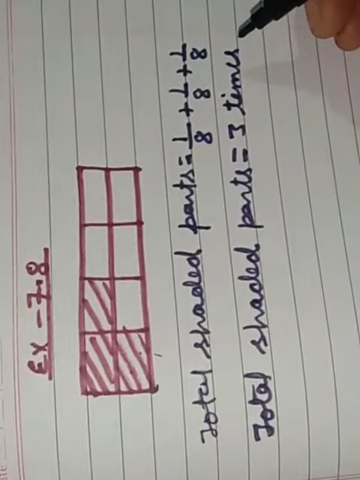 Ex - 7.8
Total shaded parts = 1/8 + 1/8 + 1/8
Total shaded parts = 3 times